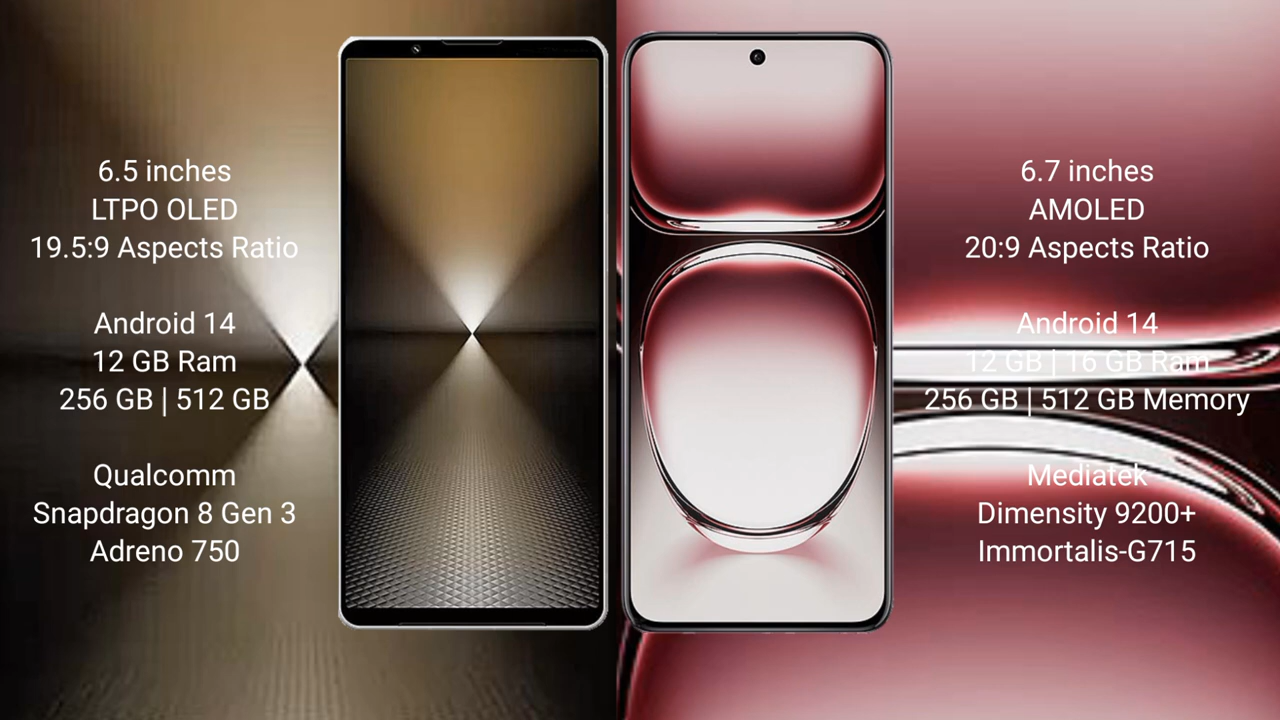 6.5 inches
LTPO OLED
19.5:9 Aspects Ratio
Android 14
12 GB Ram
256 GB | 512 GB
Qualcomm
Snapdragon 8 Gen 3
Adreno 750
6.7 inches
AMOLED
20:9 Aspects Ratio
Android 14
12 GB | 16 GB Ram
256 GB | 512 GB Memory
Mediatek
Dimensity 9200+
Immortalis-G715